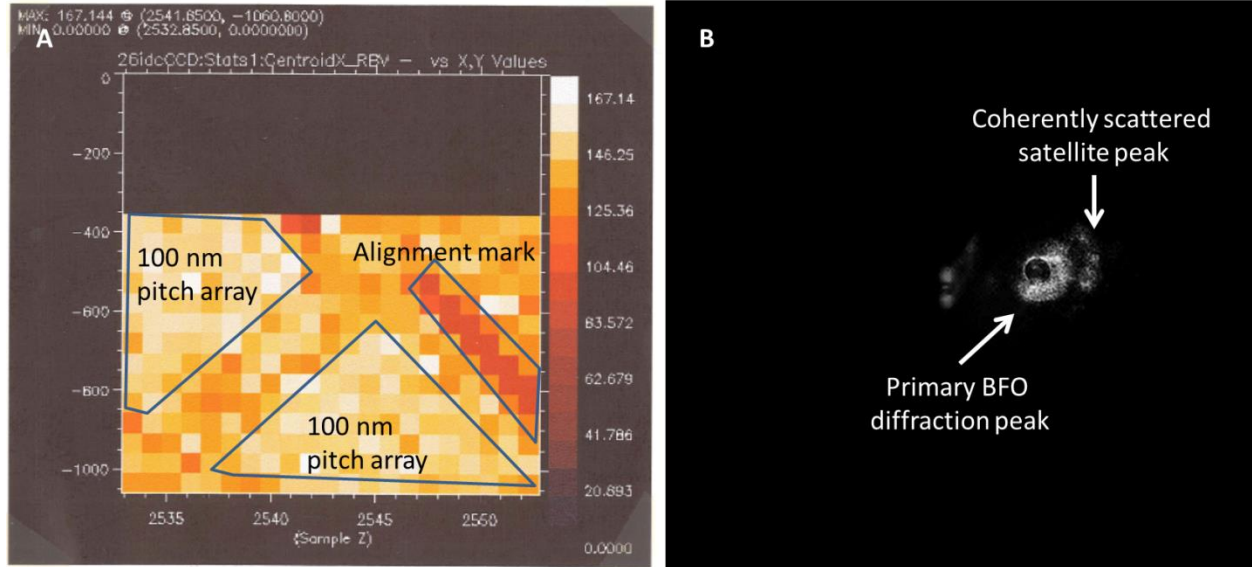 MAX: 167.144 @ (2541.8500, -1060.8000)
MIN: 0.00000 @ (2532.8500, 0.0000000)
A
26idcCCD:Stats1:CentroidX_RBV - vs X,Y Values
0
-200
-400
-600
-800
-1000
2535
2540
2545
2550
(Sample Z)
167.14
146.25
125.36
104.46
83.572
62.679
41.786
20.893
0.0000
100 nm
pitch array
Alignment mark
100 nm
pitch array
B
Coherently scattered
satellite peak
Primary BFO
diffraction peak